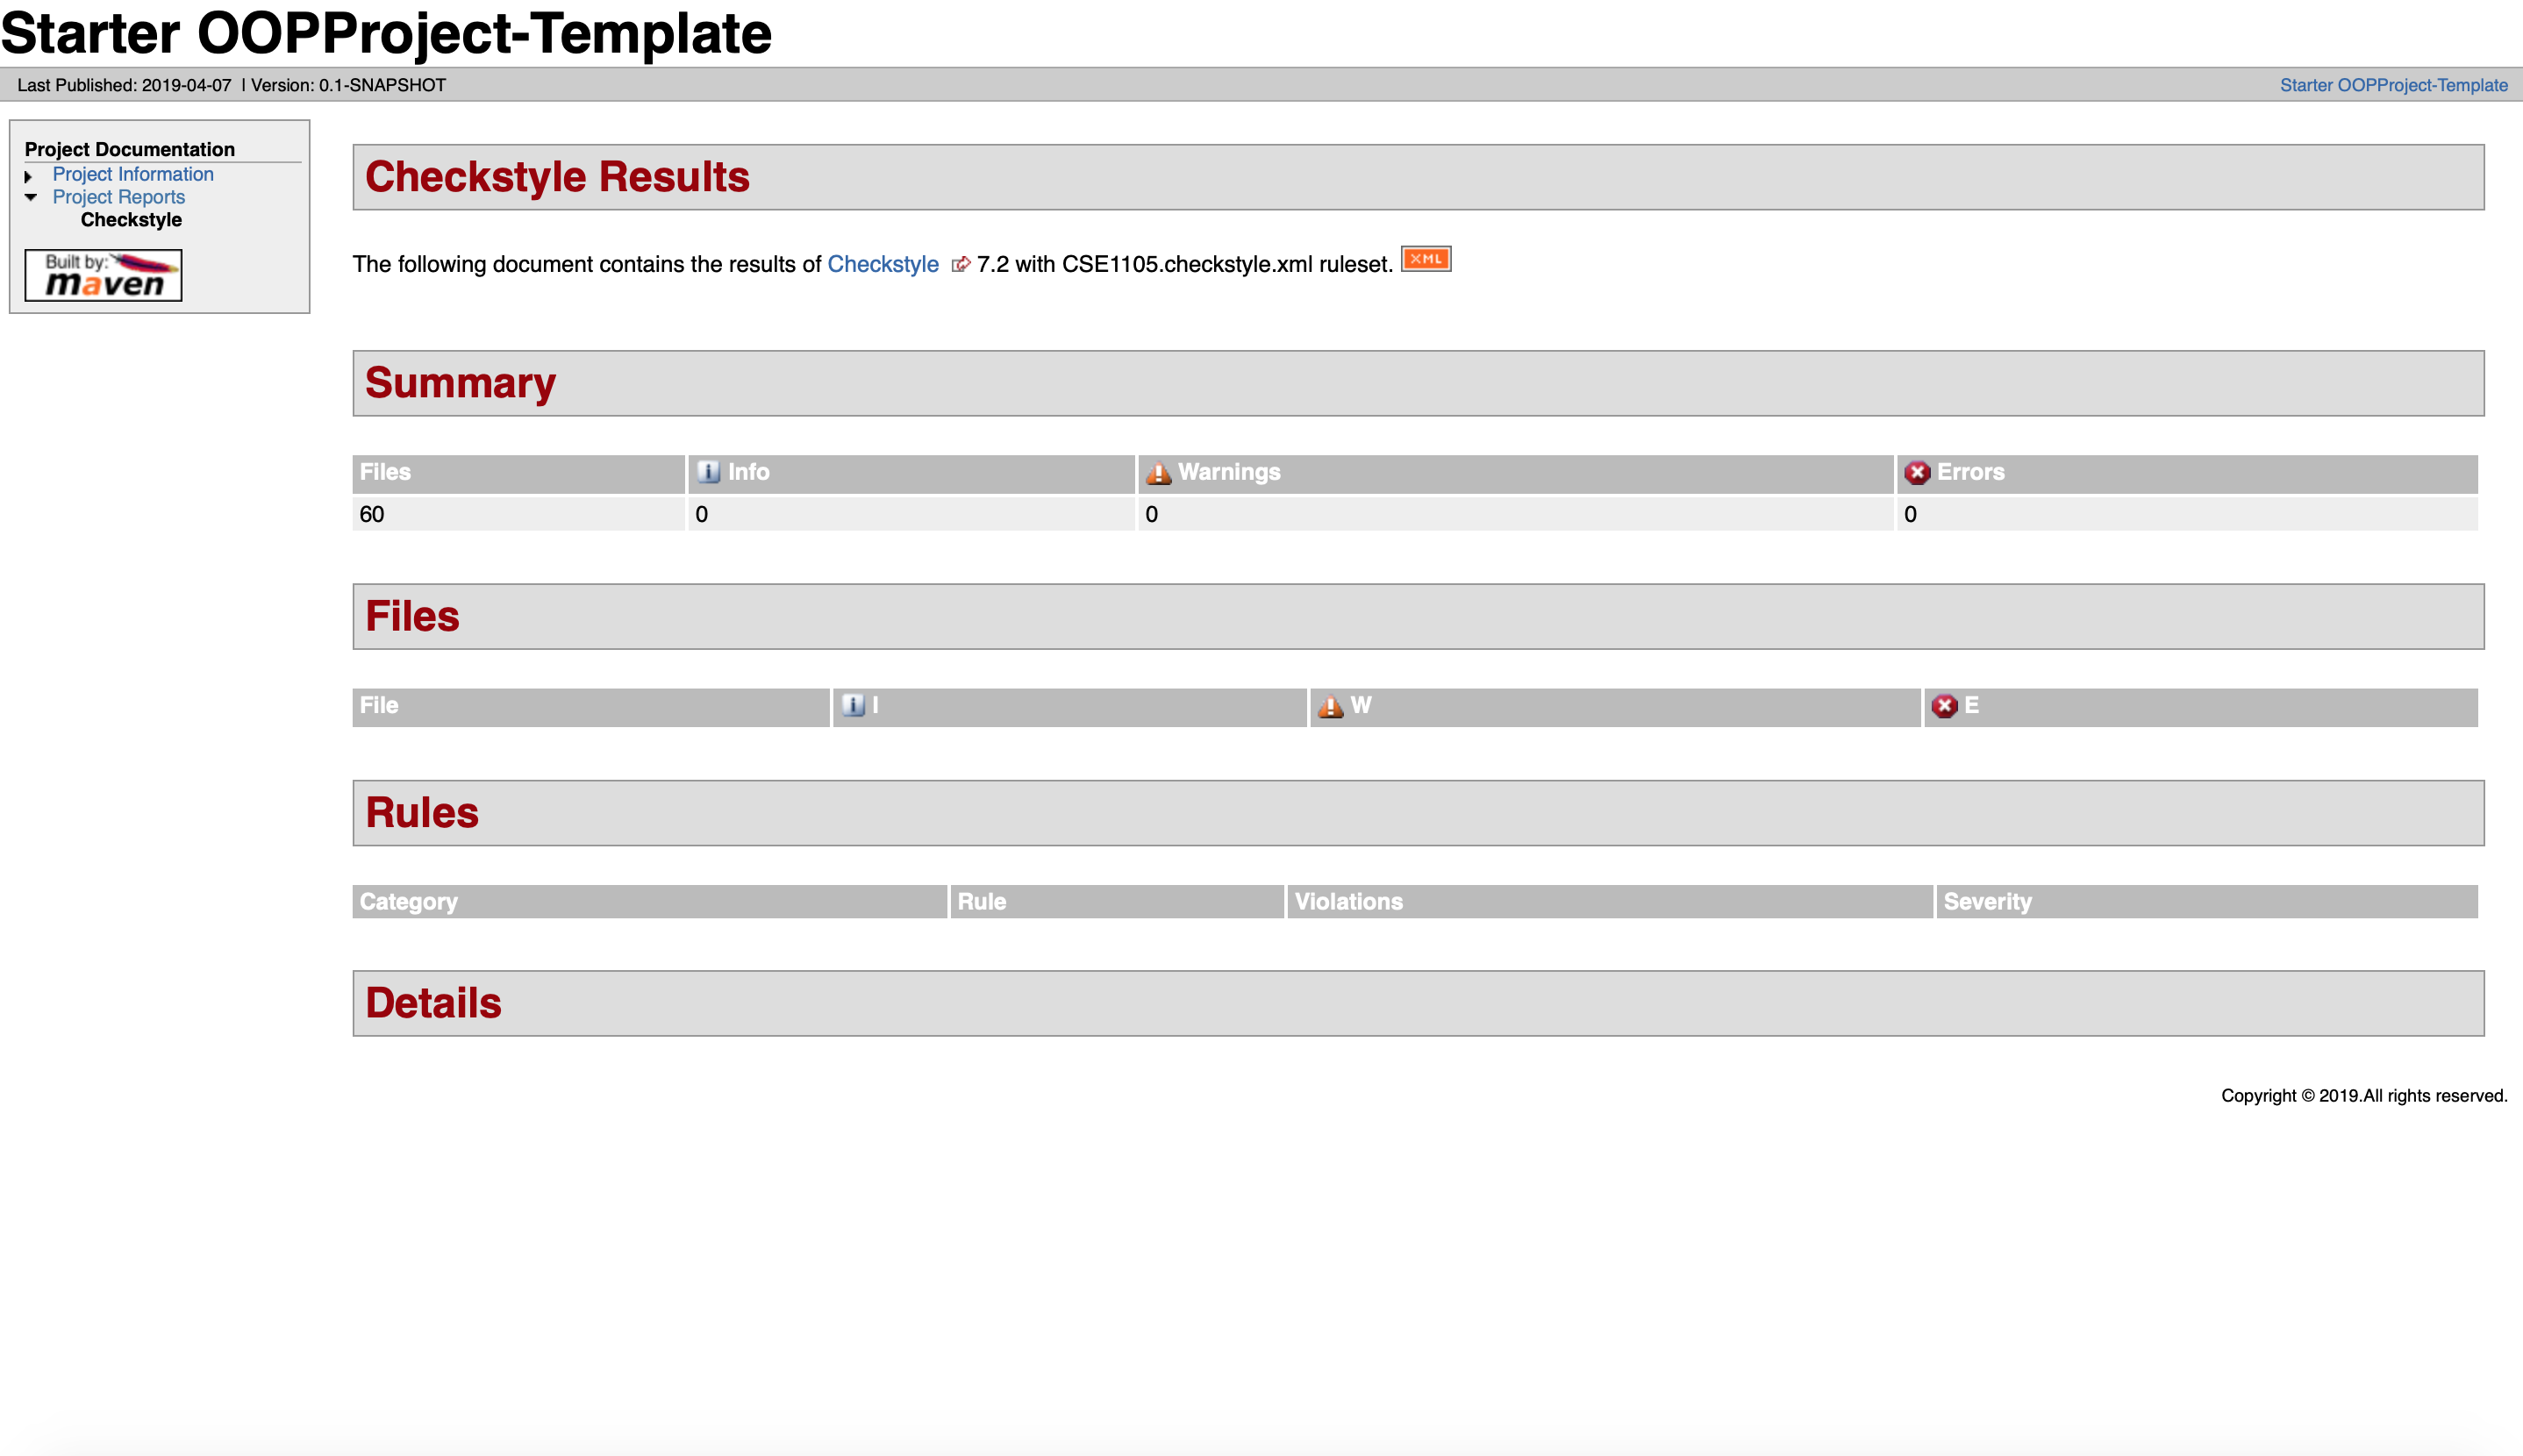 Starter OOPProject-Template
Last Published: 2019-04-07 | Version: 0.1-SNAPSHOT
Starter OOPProject-Template
Project Documentation
Project Information
Project Reports
Checkstyle
Built by:
maven
Checkstyle Results
The following document contains the results of Checkstyle 7.2 with CSE1105.checkstyle.xml ruleset. XML
Summary
Files Info Warnings Errors
60 0 0 0
Files
File I W E
Rules
Category Rule Violations Severity
Details
Copyright © 2019.All rights reserved.